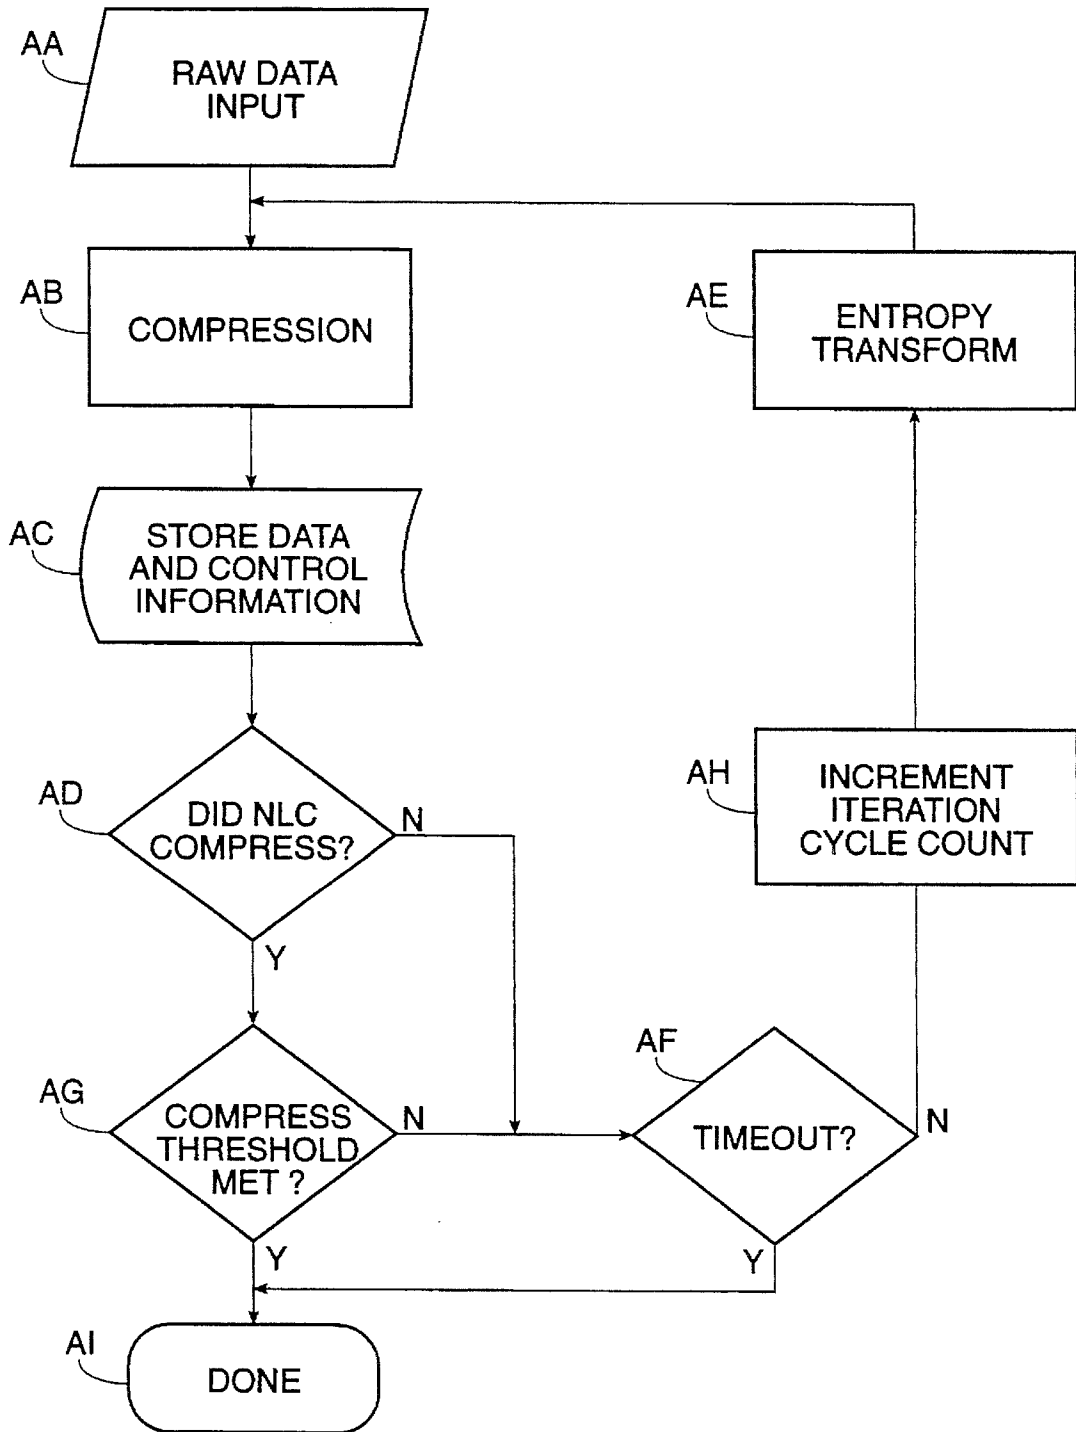 AA
RAW DATA
INPUT
AB
COMPRESSION
AE
ENTROPY
TRANSFORM
AC
STORE DATA
AND CONTROL
INFORMATION
AD
DID NLC
COMPRESS?
N
Y
AH
INCREMENT
ITERATION
CYCLE COUNT
AG
COMPRESS
THRESHOLD
MET ?
N
Y
AF
TIMEOUT?
N
Y
AI
DONE